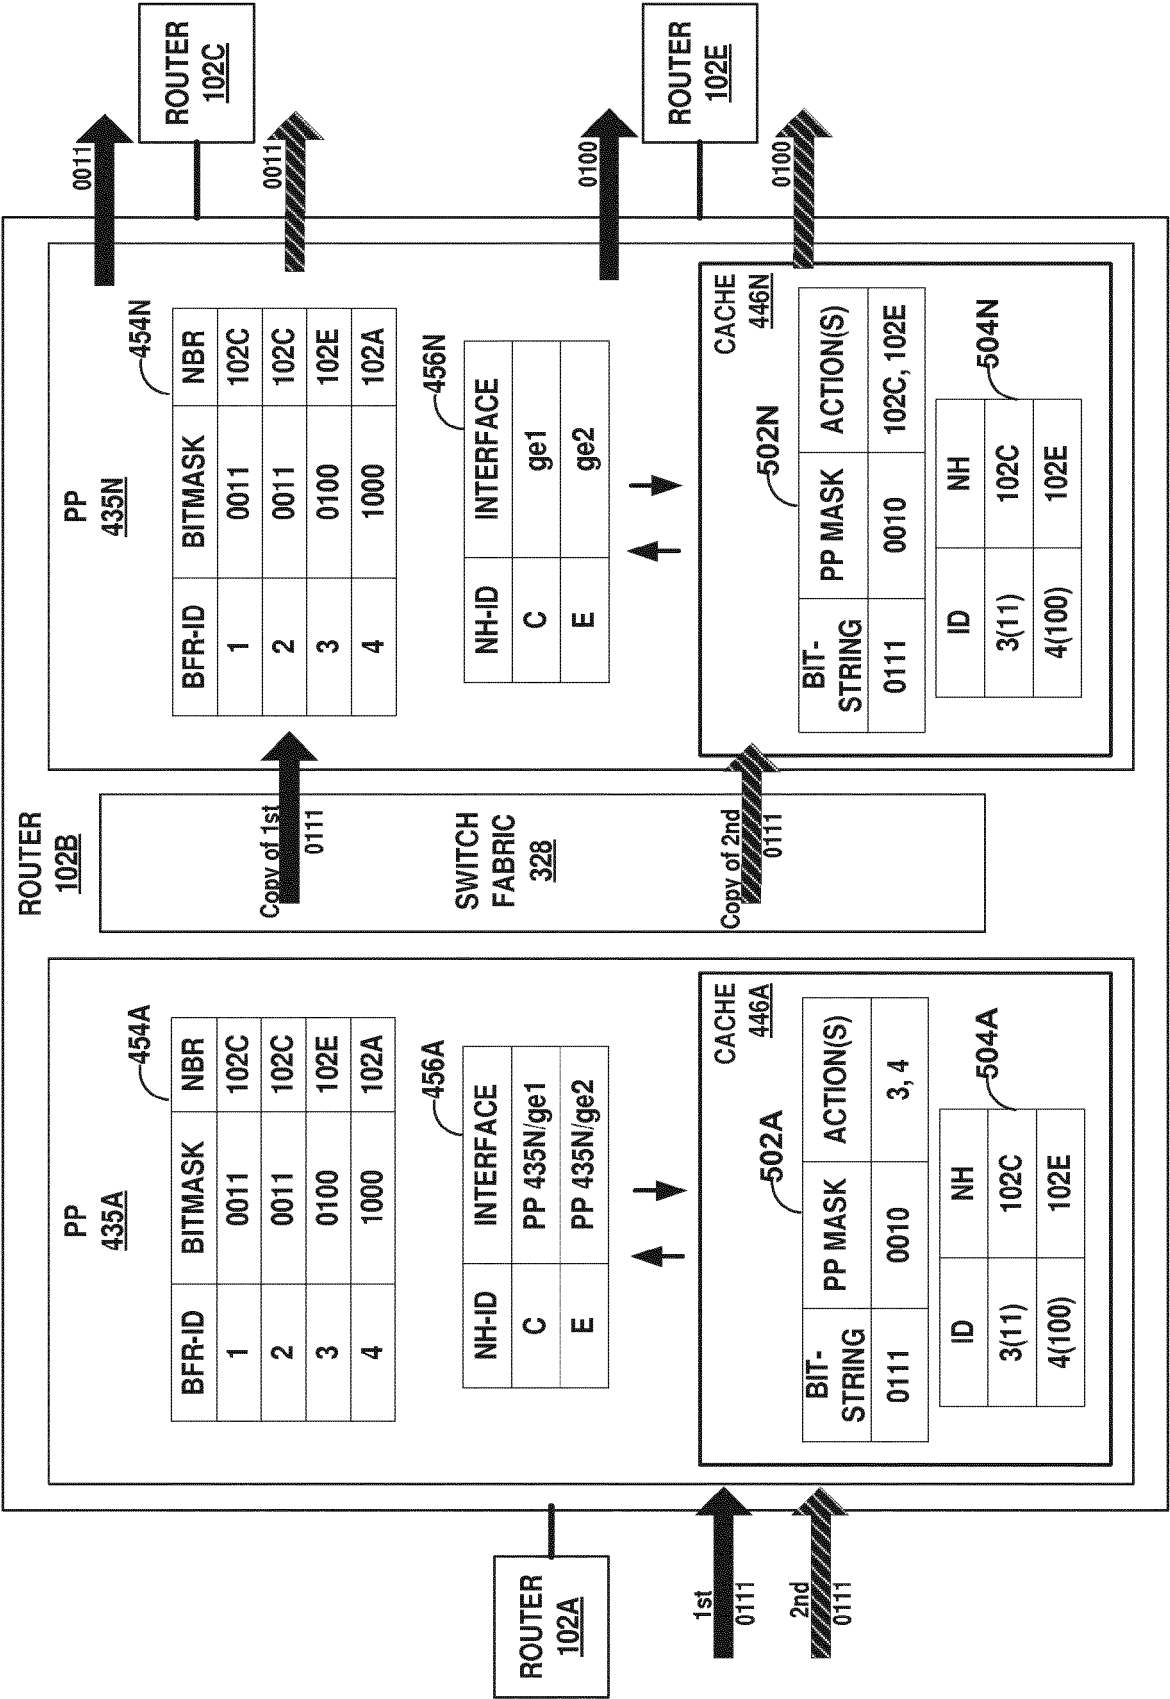 ROUTER
102B
PP
435A
454A
BFR-ID BITMASK NBR
1 0011 102C
2 0011 102C
3 0100 102E
4 1000 102A
456A
NH-ID INTERFACE
C PP 435N/ge1
E PP 435N/ge2
CACHE
446A
502A
BIT-
STRING PP MASK ACTION(S)
0111 0010 3, 4
504A
ID NH
3(11) 102C
4(100) 102E
ROUTER
102A
1st
0111
2nd
0111
Copy of 1st
0111
SWITCH
FABRIC
328
Copy of 2nd
0111
PP
435N
454N
BFR-ID BITMASK NBR
1 0011 102C
2 0011 102C
3 0100 102E
4 1000 102A
456N
NH-ID INTERFACE
C ge1
E ge2
CACHE
446N
502N
BIT-
STRING PP MASK ACTION(S)
0111 0010 102C, 102E
504N
ID NH
3(11) 102C
4(100) 102E
0011
ROUTER
102C
0011
0100
ROUTER
102E
0100